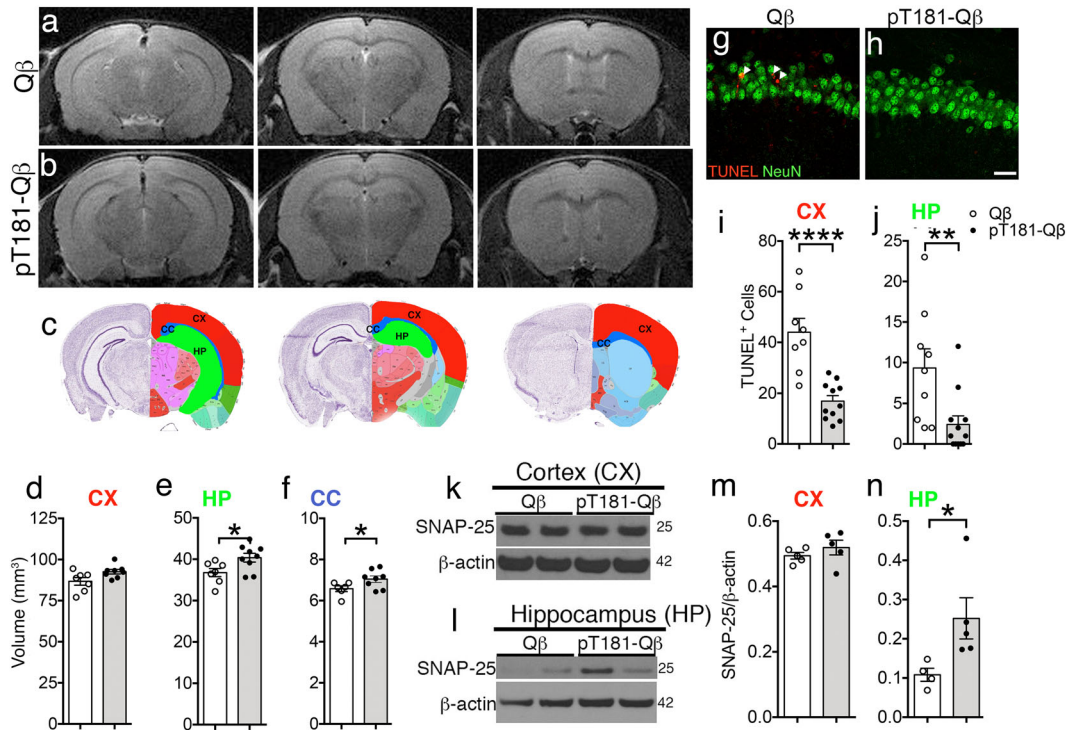 a
Qβ
b
pT181-Qβ
c
CX
CC
HP
CX
CC
HP
CX
CC
Qβ
pT181-Qβ
g
h
TUNEL NeuN
i
CX
j
HP
Qβ
pT181-Qβ
****
**
TUNEL+ Cells
80
60
40
20
0
25
20
15
10
5
0
d
CX
e
HP
f
CC
*
*
Volume (mm³)
125
100
75
50
25
0
50
40
30
20
10
0
8
6
4
2
0
k
Cortex (CX)
Qβ pT181-Qβ
SNAP-25 25
β-actin 42
l
Hippocampus (HP)
Qβ pT181-Qβ
SNAP-25 25
β-actin 42
m
CX
n
HP
*
SNAP-25/β-actin
0.6
0.4
0.2
0.0
0.5
0.4
0.3
0.2
0.1
0.0